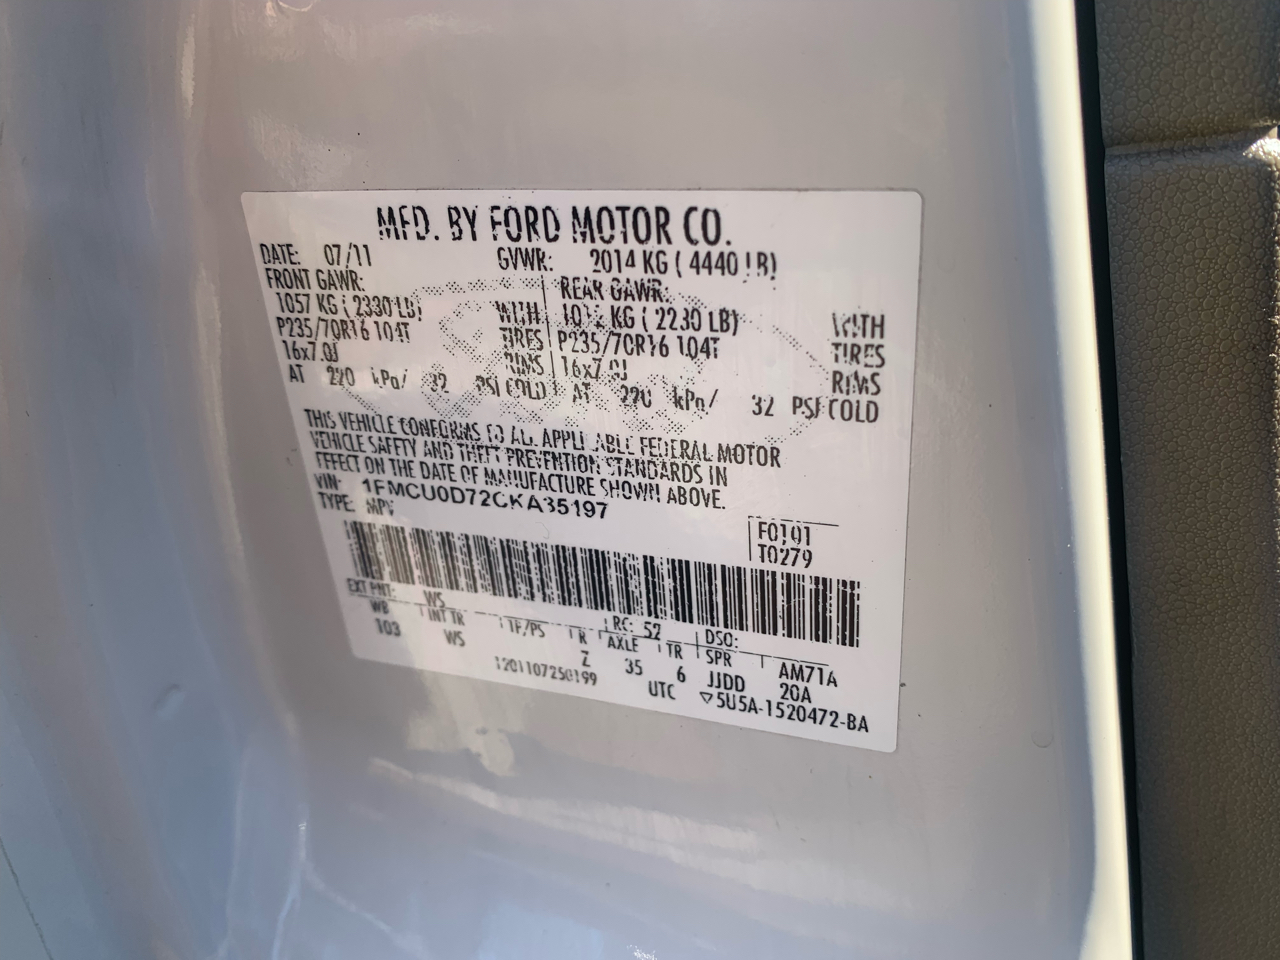 MFD. BY FORD MOTOR CO.
DATE: 07/11 GVWR: 2014 KG ( 4440 LB)
FRONT GAWR: REAR GAWR:
1057 KG ( 2330 LB) WITH KG ( 2230 LB) WITH
P235/70R16 104T TIRES P235/70R16 104T TIRES
16x7.0J RIMS 16x7.0J RIMS
AT 220 kPa/ 32 PSI COLD AT 220 kPa/ 32 PSI COLD
THIS VEHICLE CONFORMS TO ALL APPLICABLE FEDERAL MOTOR
VEHICLE SAFETY AND THEFT PREVENTION STANDARDS IN
EFFECT ON THE DATE OF MANUFACTURE SHOWN ABOVE.
VIN: 1FMCU0D72CKA35197
TYPE: MPV
F0101
T0279
EXT PNT: WS RC: 52 DSO:
WB INT TR TP/PS R AXLE TR SPR AM71A
103 WS Z 35 6 JJDD 20A
1201107250199 UTC ▽5U5A-1520472-BA